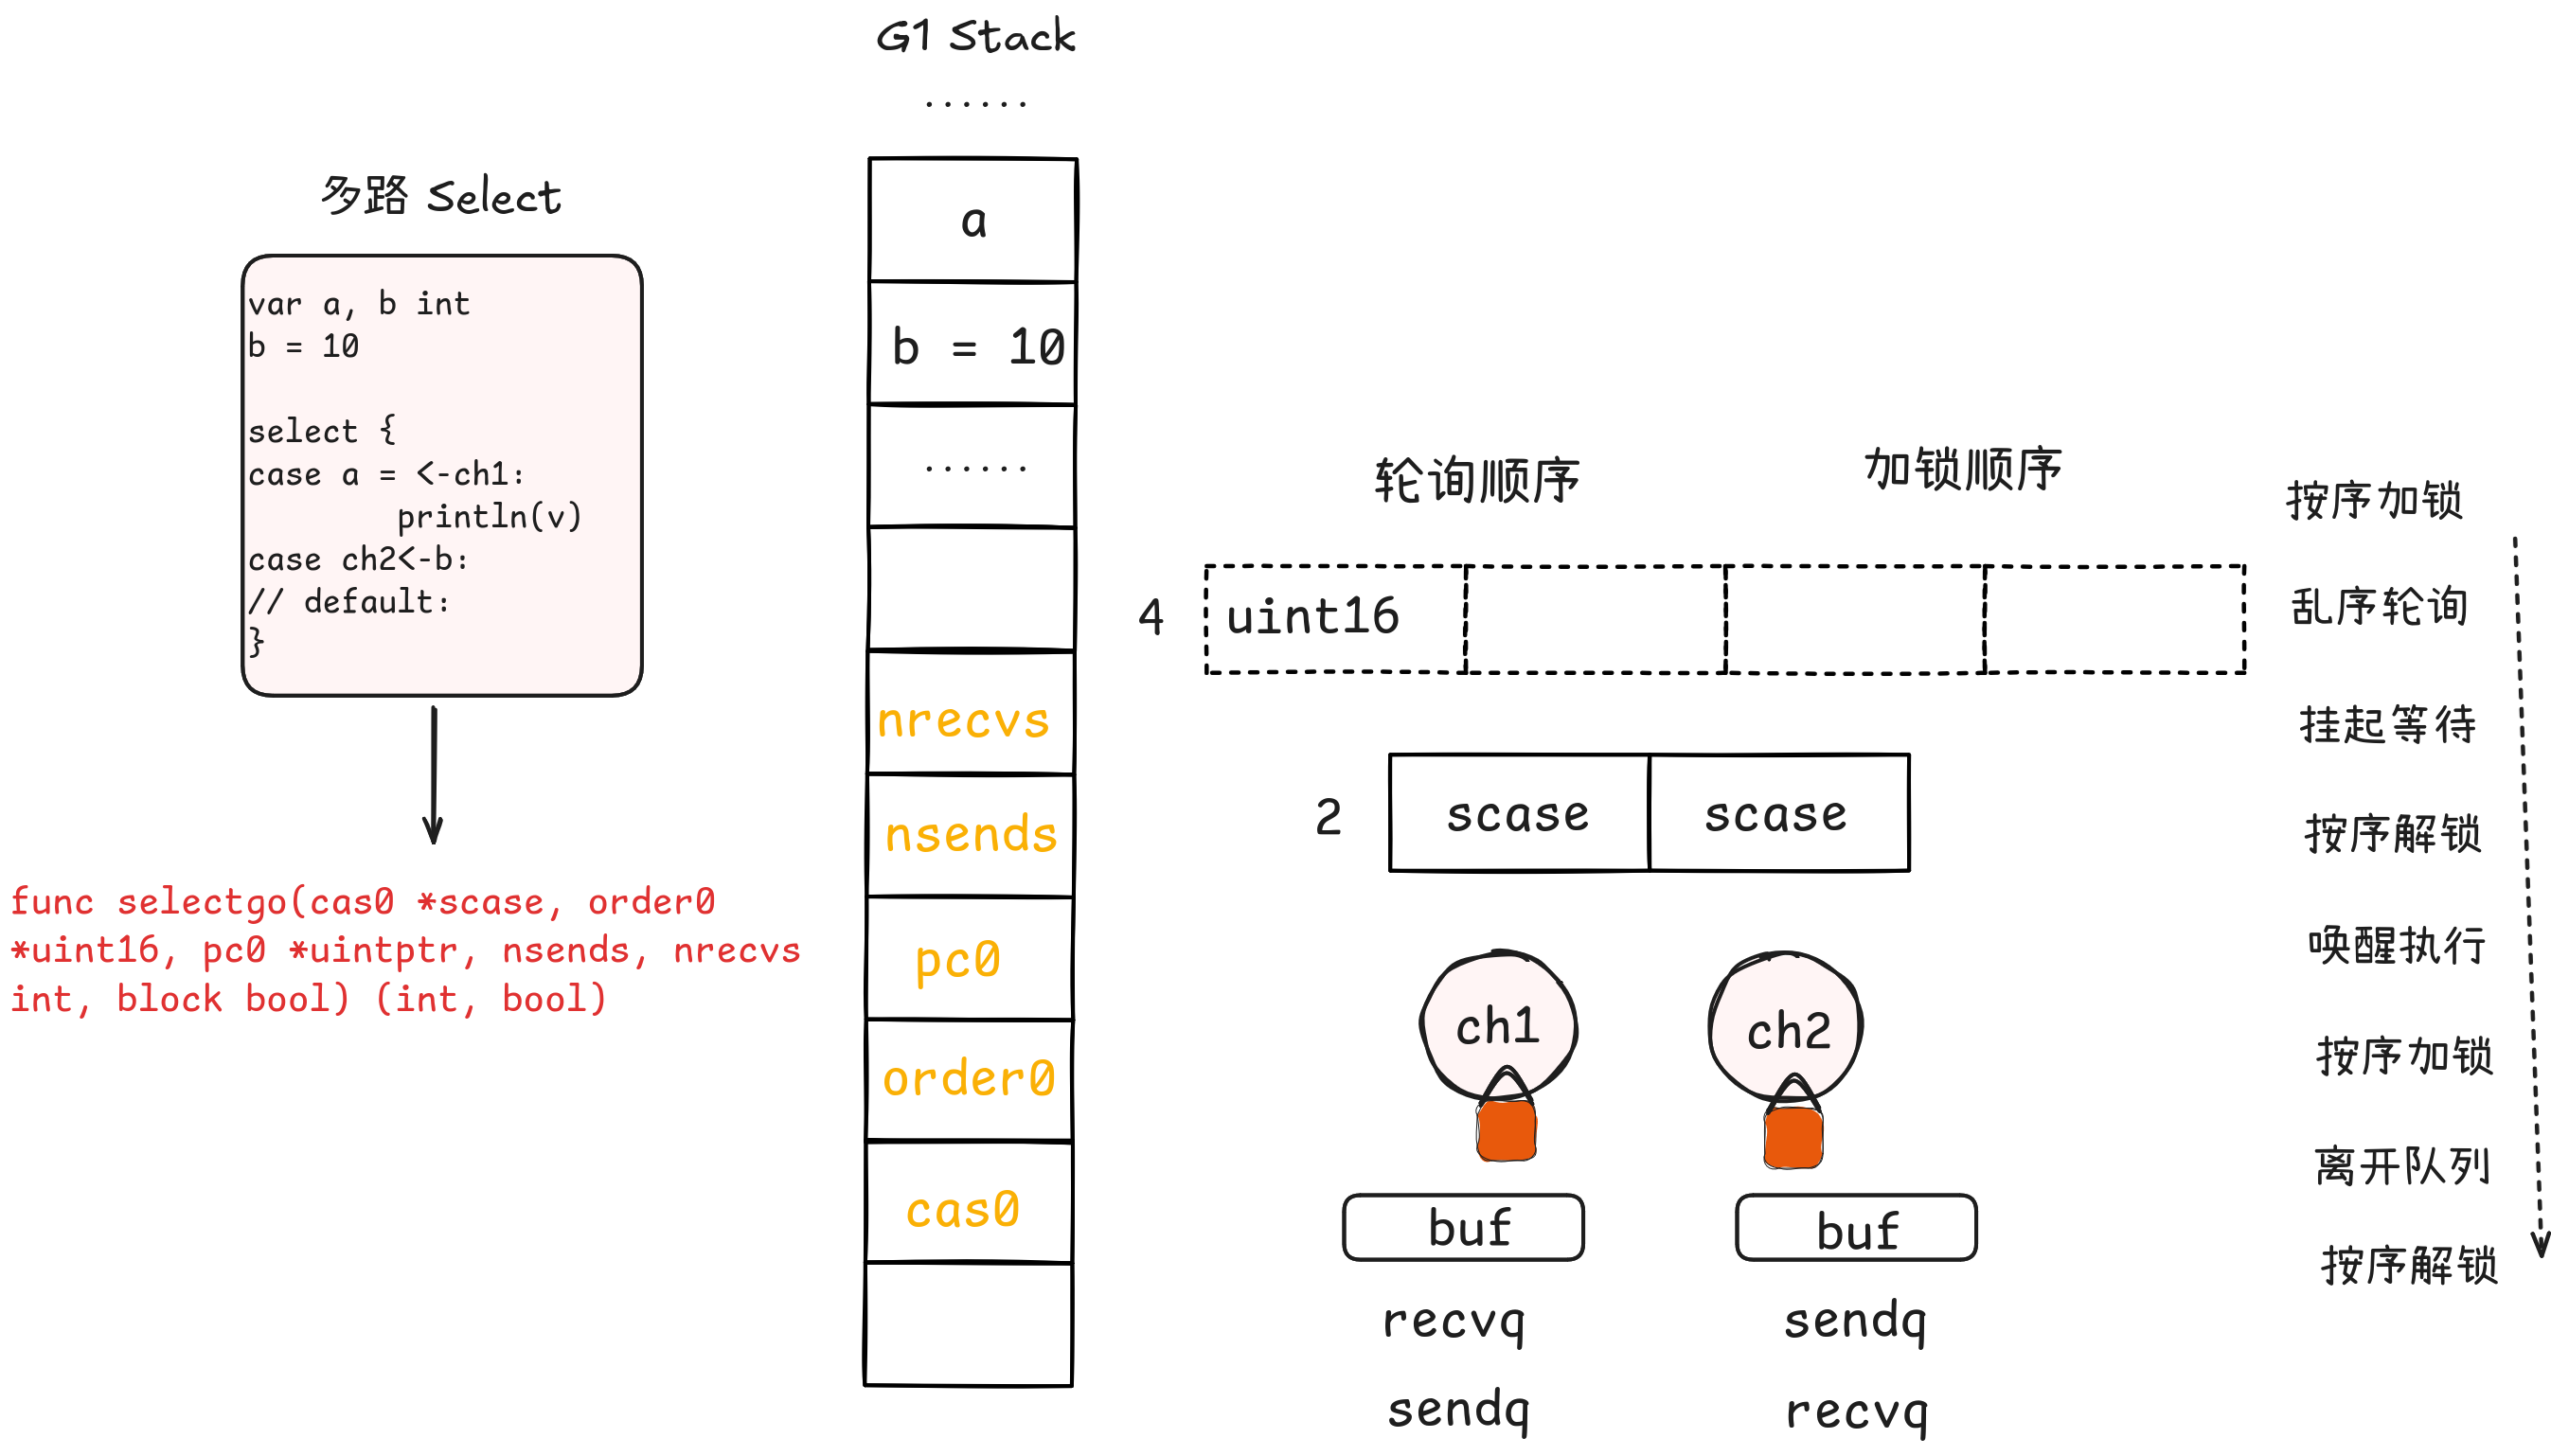 G1 Stack
······
多路 Select
var a, b int
b = 10
select {
case a = <-ch1:
println(v)
case ch2<-b:
// default:
}
func selectgo(cas0 *scase, order0
*uint16, pc0 *uintptr, nsends, nrecvs
int, block bool) (int, bool)
a
b = 10
······
nrecvs
nsends
pc0
order0
cas0
轮询顺序
加锁顺序
4
uint16
2
scase
scase
ch1
ch2
buf
buf
recvq
sendq
sendq
recvq
按序加锁
乱序轮询
挂起等待
按序解锁
唤醒执行
按序加锁
离开队列
按序解锁